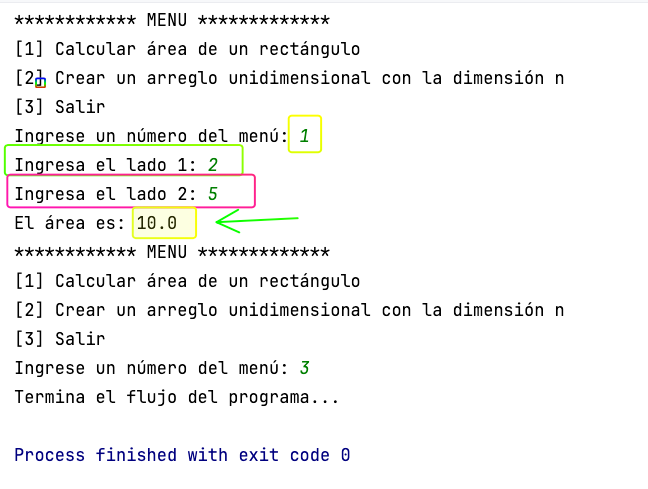 ************ MENU *************
[1] Calcular área de un rectángulo
[2] Crear un arreglo unidimensional con la dimensión n
[3] Salir
Ingrese un número del menú: 1
Ingresa el lado 1: 2
Ingresa el lado 2: 5
El área es: 10.0
************ MENU *************
[1] Calcular área de un rectángulo
[2] Crear un arreglo unidimensional con la dimensión n
[3] Salir
Ingrese un número del menú: 3
Termina el flujo del programa...
Process finished with exit code 0